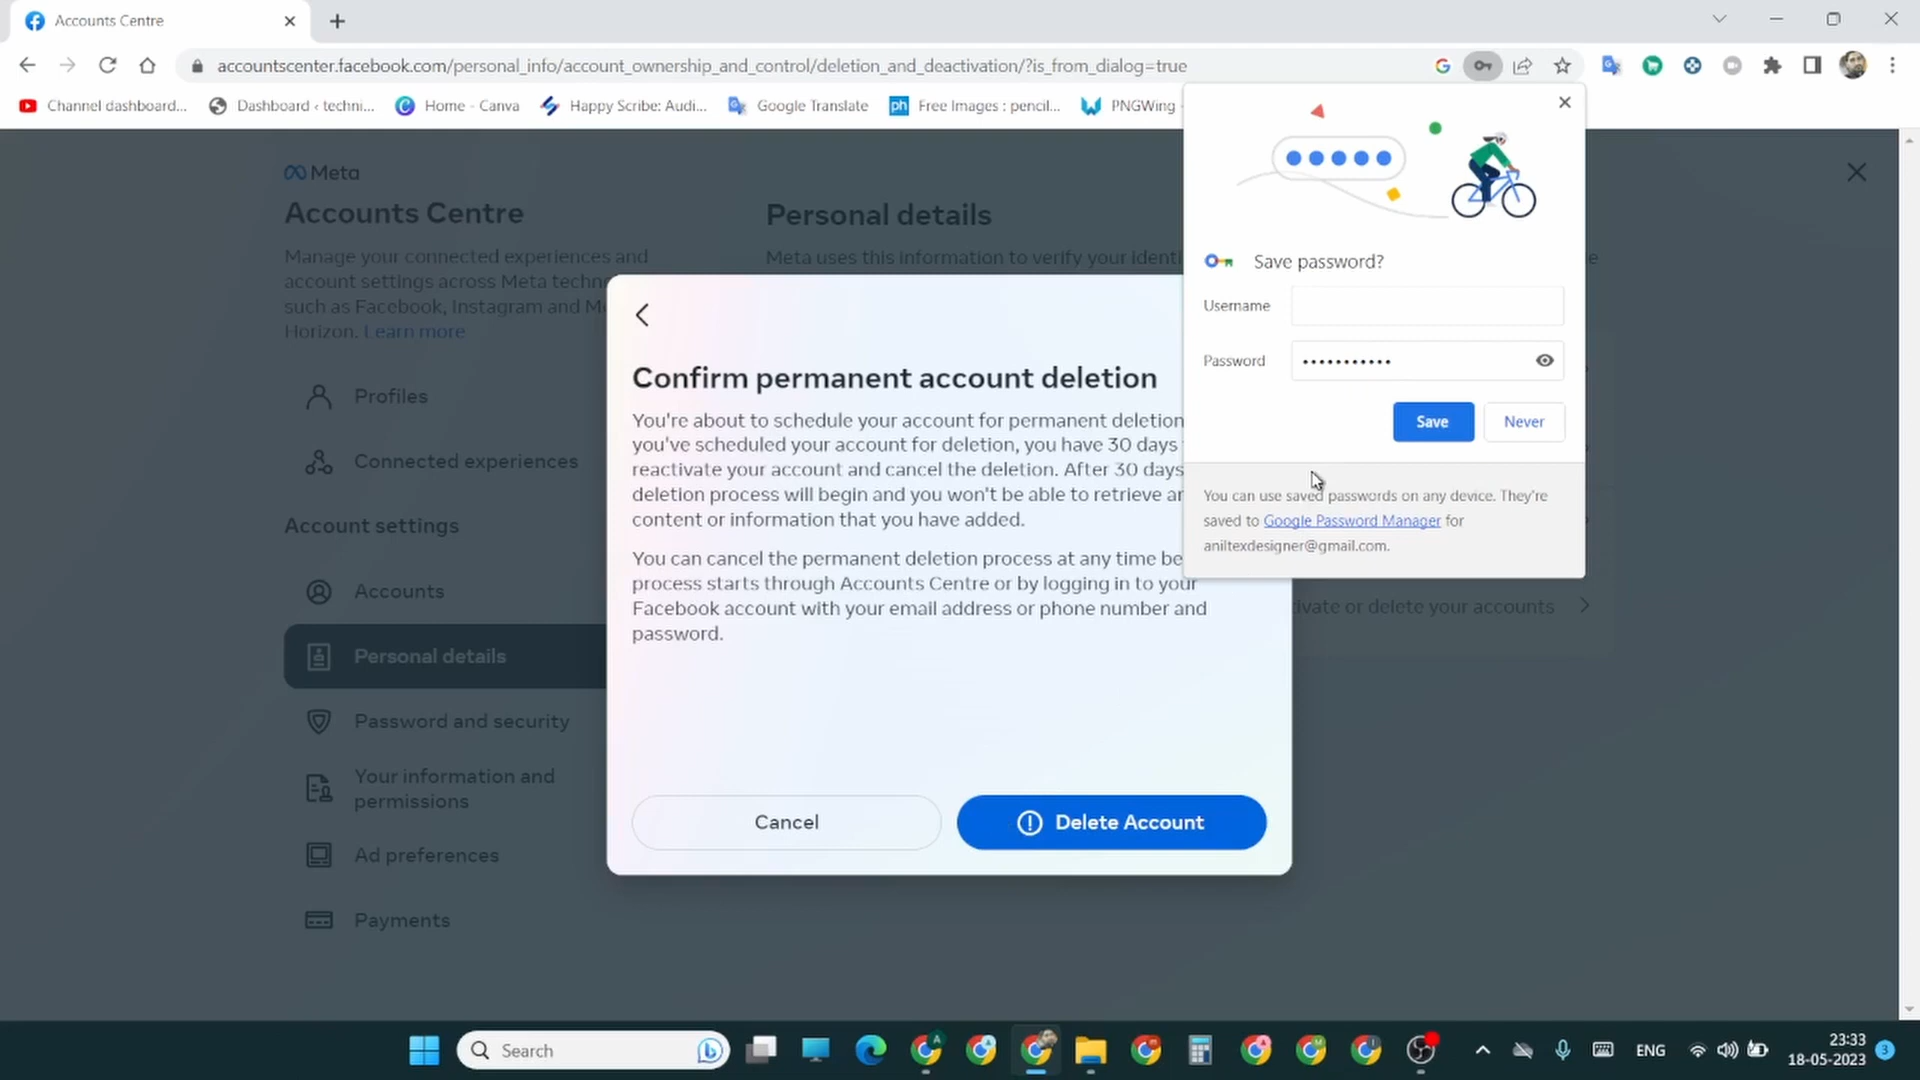 Accounts Centre
accountscenter.facebook.com/personal_info/account_ownership_and_control/deletion_and_deactivation/?is_from_dialog=true
Channel dashboard...
Dashboard ‹ techni...
Home - Canva
Happy Scribe: Audi...
Google Translate
ph
Free Images : pencil...
PNGWing
Meta
Accounts Centre
Manage your connected experiences and
account settings across Meta techn
such as Facebook, Instagram and M
Horizon. Learn more
Profiles
Connected experiences
Account settings
Accounts
Personal details
Password and security
Your information and
permissions
Ad preferences
Payments
Personal details
Meta uses this information to verify your identi
Confirm permanent account deletion
You're about to schedule your account for permanent deletion
you've scheduled your account for deletion, you have 30 days
reactivate your account and cancel the deletion. After 30 days
deletion process will begin and you won't be able to retrieve an
content or information that you have added.
You can cancel the permanent deletion process at any time be
process starts through Accounts Centre or by logging in to your
Facebook account with your email address or phone number and
password.
Cancel
Delete Account
Save password?
Username
Password
Save
Never
You can use saved passwords on any device. They're
saved to Google Password Manager for
aniltexdesigner@gmail.com.
ivate or delete your accounts
Search
ENG
23:33
18-05-2023
3